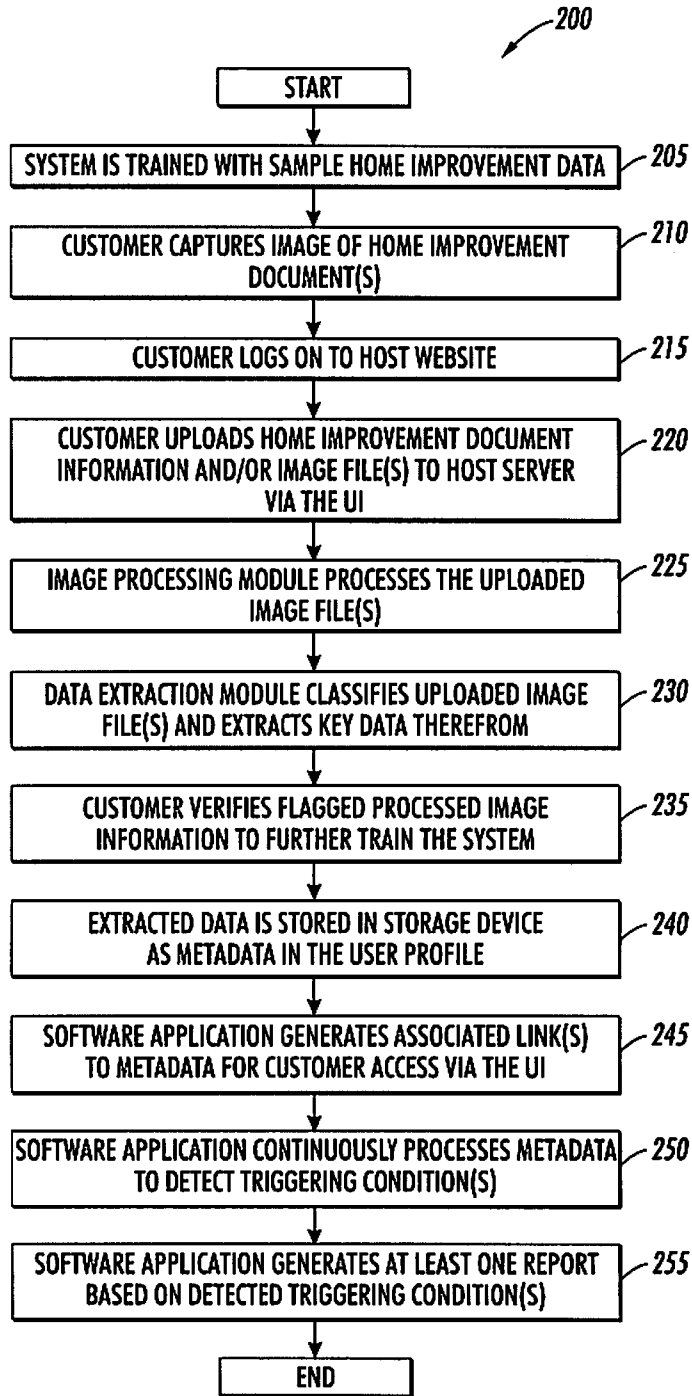 200
START
SYSTEM IS TRAINED WITH SAMPLE HOME IMPROVEMENT DATA
205
CUSTOMER CAPTURES IMAGE OF HOME IMPROVEMENT
DOCUMENT(S)
210
CUSTOMER LOGS ON TO HOST WEBSITE
215
CUSTOMER UPLOADS HOME IMPROVEMENT DOCUMENT
INFORMATION AND/OR IMAGE FILE(S) TO HOST SERVER
VIA THE UI
220
IMAGE PROCESSING MODULE PROCESSES THE UPLOADED
IMAGE FILE(S)
225
DATA EXTRACTION MODULE CLASSIFIES UPLOADED IMAGE
FILE(S) AND EXTRACTS KEY DATA THEREFROM
230
CUSTOMER VERIFIES FLAGGED PROCESSED IMAGE
INFORMATION TO FURTHER TRAIN THE SYSTEM
235
EXTRACTED DATA IS STORED IN STORAGE DEVICE
AS METADATA IN THE USER PROFILE
240
SOFTWARE APPLICATION GENERATES ASSOCIATED LINK(S)
TO METADATA FOR CUSTOMER ACCESS VIA THE UI
245
SOFTWARE APPLICATION CONTINUOUSLY PROCESSES METADATA
TO DETECT TRIGGERING CONDITION(S)
250
SOFTWARE APPLICATION GENERATES AT LEAST ONE REPORT
BASED ON DETECTED TRIGGERING CONDITION(S)
255
END